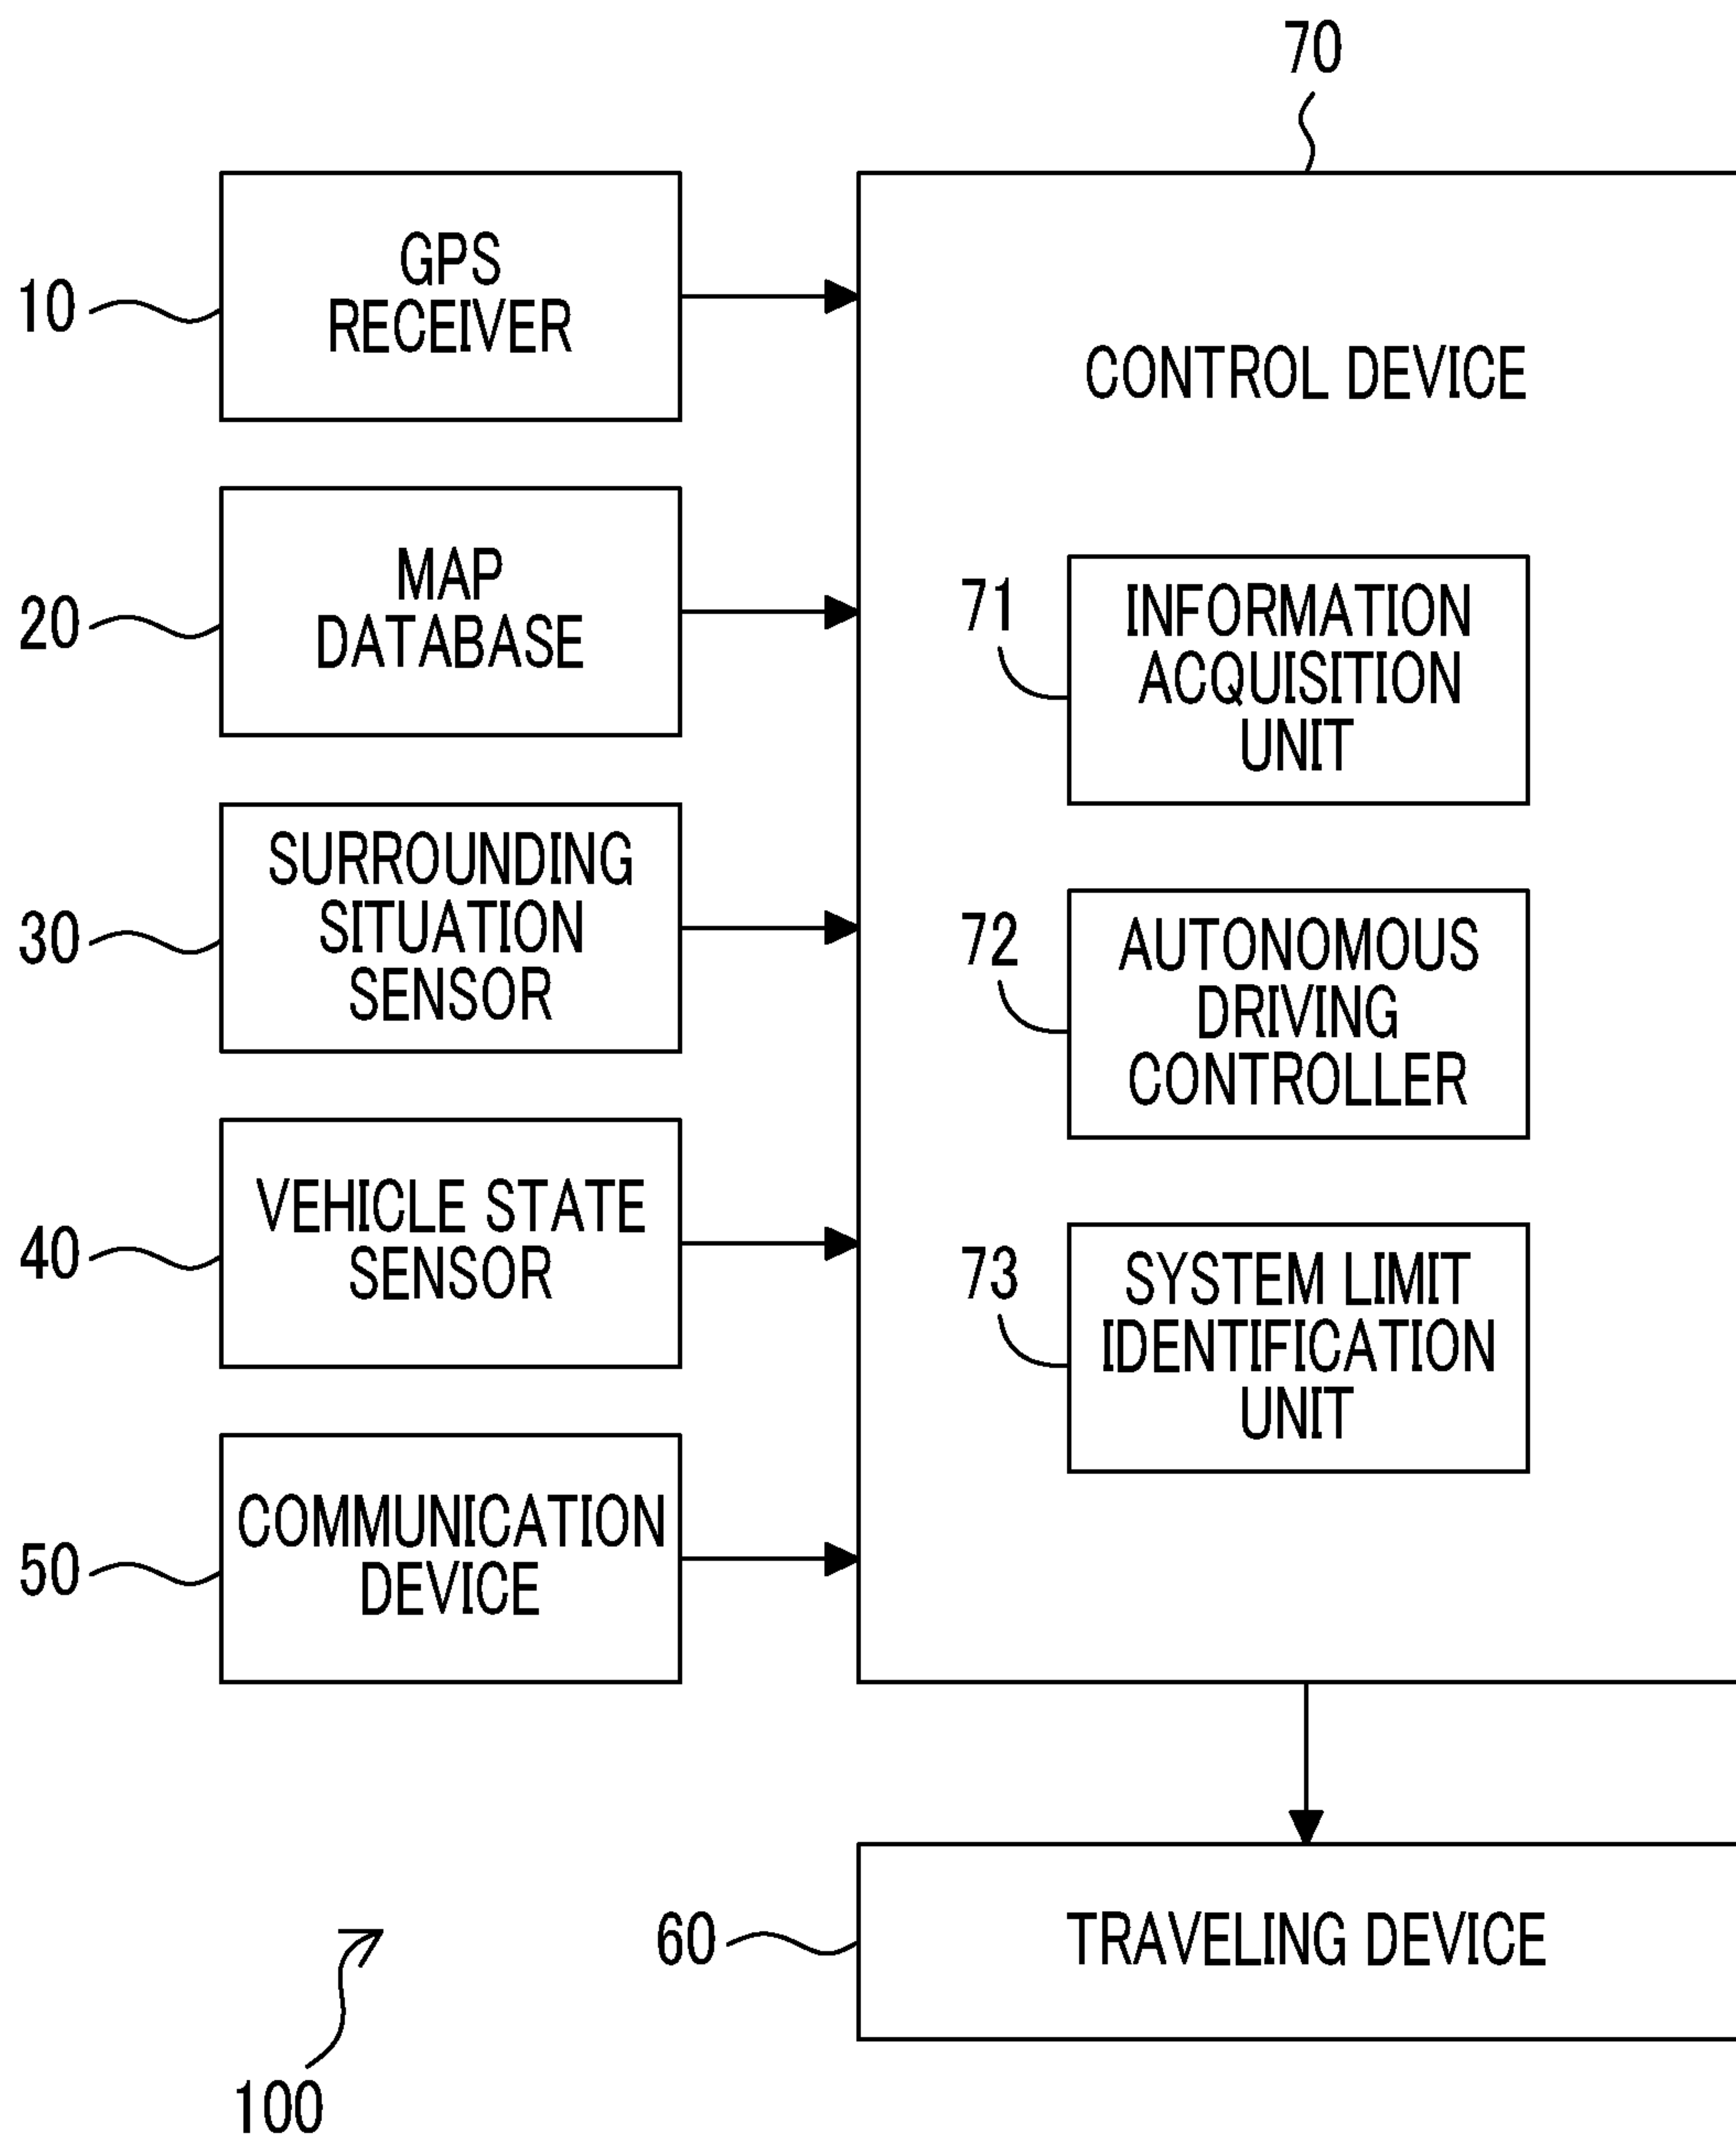 70
10
GPS
RECEIVER
CONTROL DEVICE
20
MAP
DATABASE
71
INFORMATION
ACQUISITION
UNIT
30
SURROUNDING
SITUATION
SENSOR
72
AUTONOMOUS
DRIVING
CONTROLLER
40
VEHICLE STATE
SENSOR
73
SYSTEM LIMIT
IDENTIFICATION
UNIT
50
COMMUNICATION
DEVICE
60
TRAVELING DEVICE
100